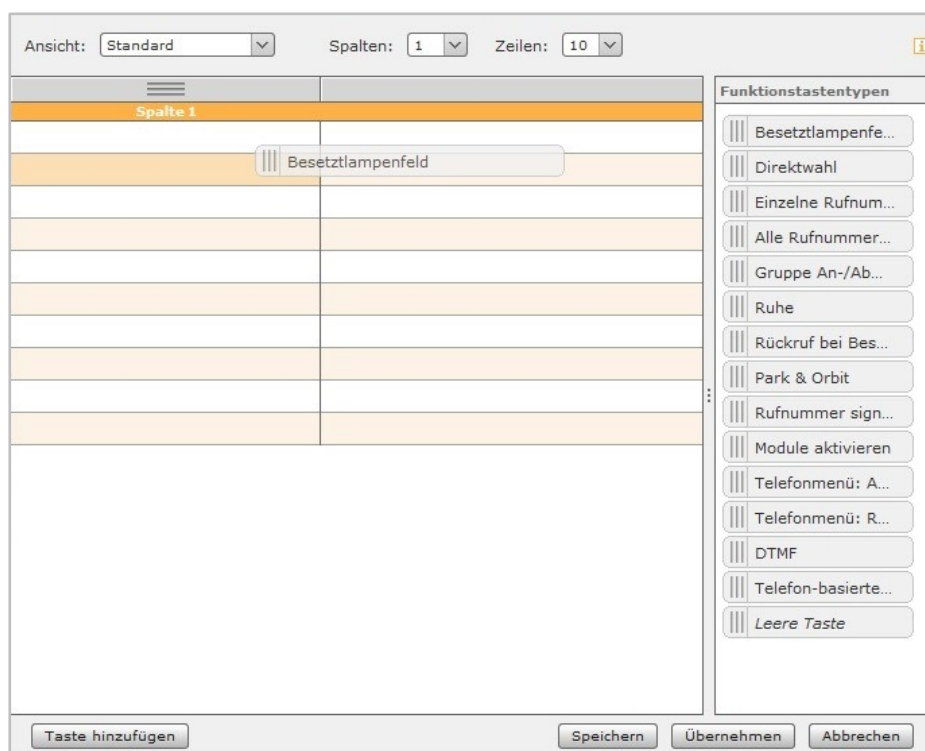 Ansicht: Standard Spalten: 1 Zeilen: 10
Spalte 1
Besetztlampenfeld
Funktionstastentypen
Besetztlampenfe...
Direktwahl
Einzelne Rufnum...
Alle Rufnummer...
Gruppe An-/Ab...
Ruhe
Rückruf bei Bes...
Park & Orbit
Rufnummer sign...
Module aktivieren
Telefonmenü: A...
Telefonmenü: R...
DTMF
Telefon-basierte...
Leere Taste
Taste hinzufügen Speichern Übernehmen Abbrechen